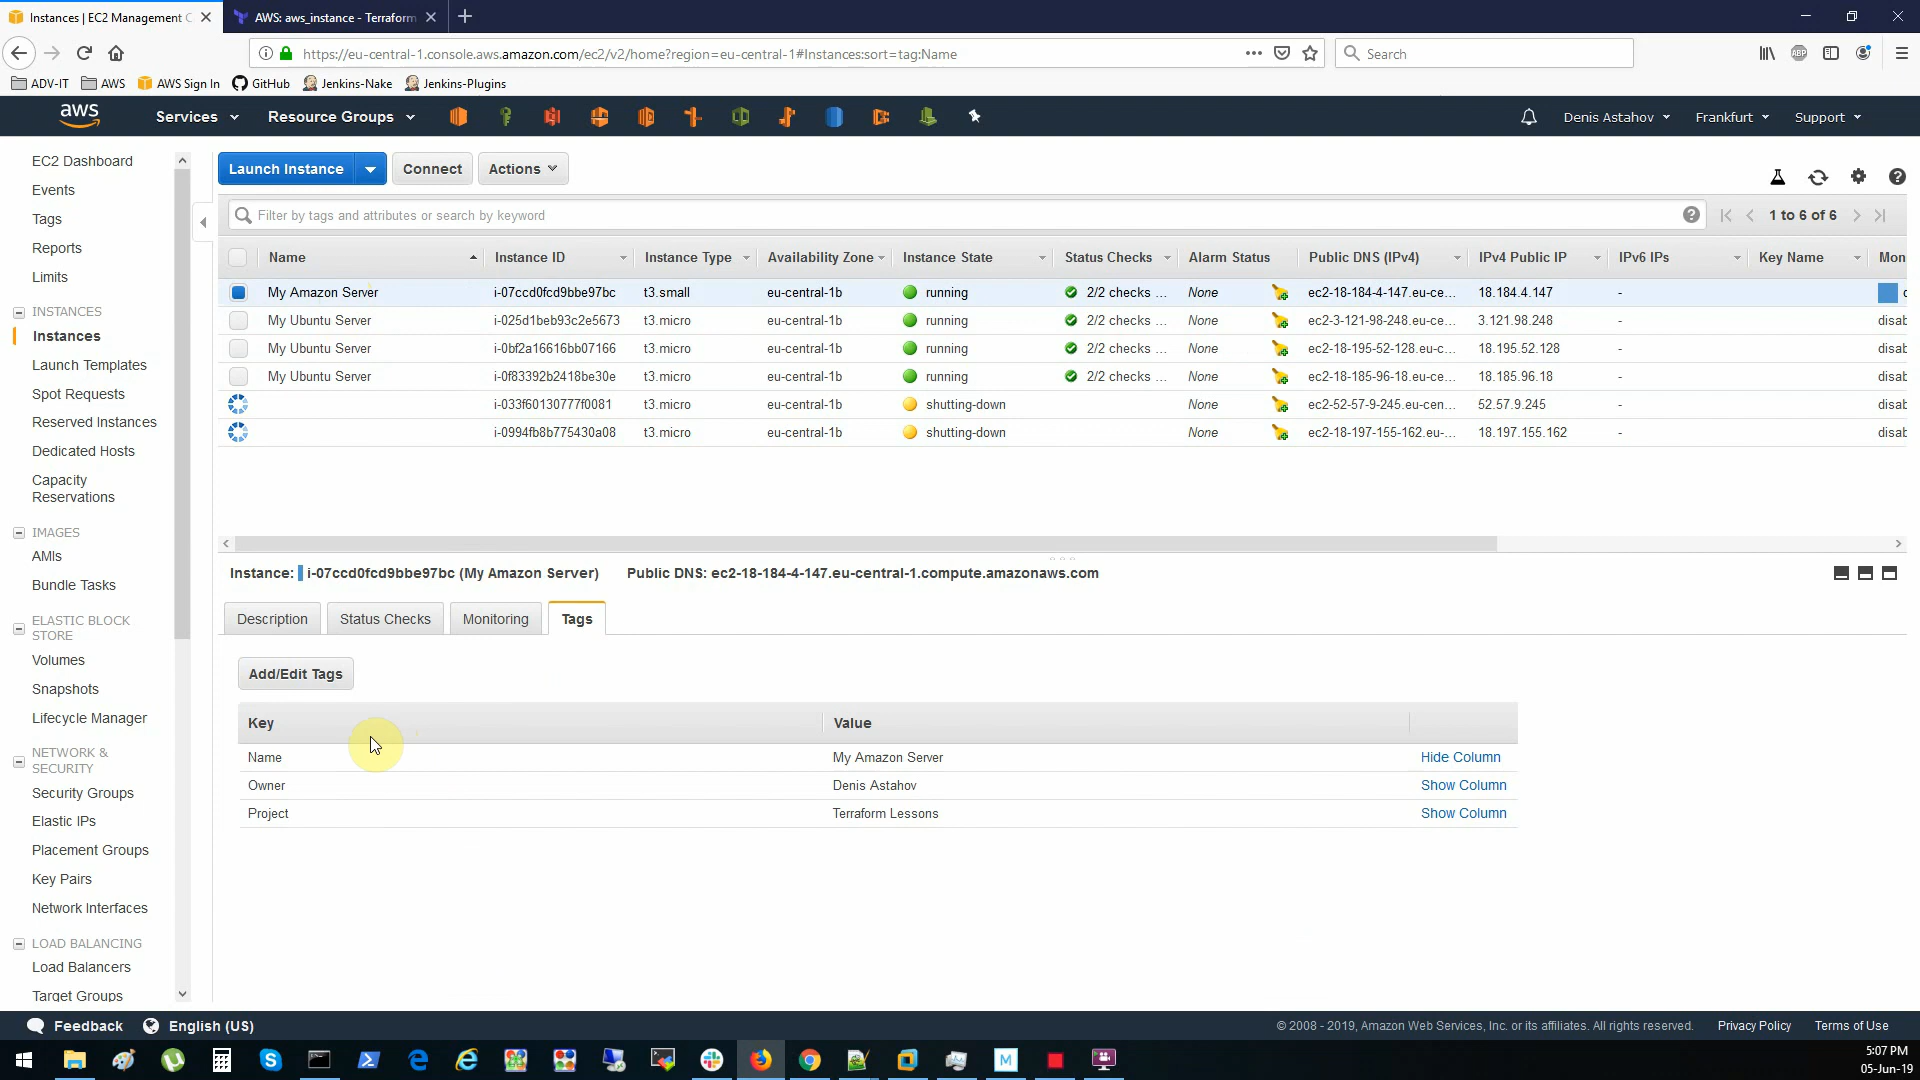 Instances | EC2 Management C
AWS: aws_instance - Terraform
https://eu-central-1.console.aws.amazon.com/ec2/v2/home?region=eu-central-1#Instances:sort=tag:Name
Search
ADV-IT
AWS
AWS Sign In
GitHub
Jenkins-Nake
Jenkins-Plugins
aws
Services
Resource Groups
Denis Astahov
Frankfurt
Support
EC2 Dashboard
Events
Tags
Reports
Limits
INSTANCES
Instances
Launch Templates
Spot Requests
Reserved Instances
Dedicated Hosts
Capacity
Reservations
IMAGES
AMIs
Bundle Tasks
ELASTIC BLOCK
STORE
Volumes
Snapshots
Lifecycle Manager
NETWORK &
SECURITY
Security Groups
Elastic IPs
Placement Groups
Key Pairs
Network Interfaces
LOAD BALANCING
Load Balancers
Target Groups
Launch Instance
Connect
Actions
Filter by tags and attributes or search by keyword
1 to 6 of 6
Name Instance ID Instance Type Availability Zone Instance State Status Checks Alarm Status Public DNS (IPv4) IPv4 Public IP IPv6 IPs Key Name Mon
My Amazon Server i-07ccd0fcd9bbe97bc t3.small eu-central-1b running 2/2 checks ... None ec2-18-184-4-147.eu-ce... 18.184.4.147 -
My Ubuntu Server i-025d1beb93c2e5673 t3.micro eu-central-1b running 2/2 checks ... None ec2-3-121-98-248.eu-ce... 3.121.98.248 - disab
My Ubuntu Server i-0bf2a16616bb07166 t3.micro eu-central-1b running 2/2 checks ... None ec2-18-195-52-128.eu-c... 18.195.52.128 - disab
My Ubuntu Server i-0f83392b2418be30e t3.micro eu-central-1b running 2/2 checks ... None ec2-18-185-96-18.eu-ce... 18.185.96.18 - disab
i-033f60130777f0081 t3.micro eu-central-1b shutting-down None ec2-52-57-9-245.eu-cen... 52.57.9.245 - disab
i-0994fb8b775430a08 t3.micro eu-central-1b shutting-down None ec2-18-197-155-162.eu-... 18.197.155.162 - disab
Instance: i-07ccd0fcd9bbe97bc (My Amazon Server) Public DNS: ec2-18-184-4-147.eu-central-1.compute.amazonaws.com
Description
Status Checks
Monitoring
Tags
Add/Edit Tags
Key Value
Name My Amazon Server Hide Column
Owner Denis Astahov Show Column
Project Terraform Lessons Show Column
Feedback
English (US)
© 2008 - 2019, Amazon Web Services, Inc. or its affiliates. All rights reserved.
Privacy Policy
Terms of Use
5:07 PM
05-Jun-19